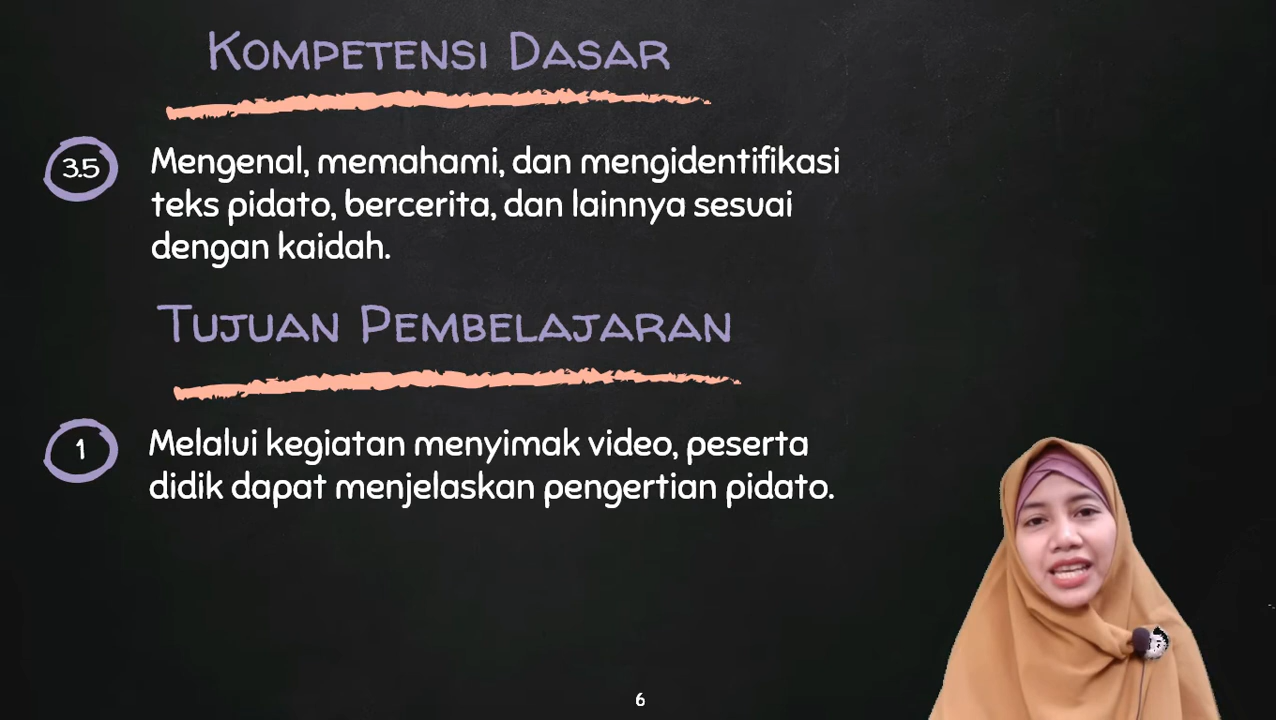 Kompetensi Dasar
3.5
Mengenal, memahami, dan mengidentifikasi
teks pidato, bercerita, dan lainnya sesuai
dengan kaidah.
Tujuan Pembelajaran
1
Melalui kegiatan menyimak video, peserta
didik dapat menjelaskan pengertian pidato.
6